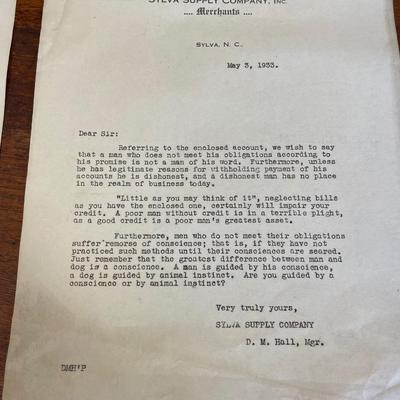 SYLVA SUPPLY COMPANY, INC.
.... Merchants ....
SYLVA, N. C.
May 3, 1933.
Dear Sir:
Referring to the enclosed account, we wish to say
that a man who does not meet his obligations according to
his promise is not a man of his word. Furthermore, unless
he has legitimate reasons for withholding payment of his
accounts he is dishonest, and a dishonest man has no place
in the realm of business today.
"Little as you may think of it", neglecting bills
as you have the enclosed one, certainly will impair your
credit. A poor man without credit is in a terrible plight,
as a good credit is a poor man's greatest asset.
Furthermore, men who do not meet their obligations
suffer remorse of conscience; that is, if they have not
practiced such methods until their consciences are seared.
Just remember that the greatest difference between man and
dog is a conscience. A man is guided by his conscience,
a dog is guided by animal instinct. Are you guided by a
conscience or by animal instinct?
Very truly yours,
SYLVA SUPPLY COMPANY
D. M. Hall, Mgr.
DMH'P